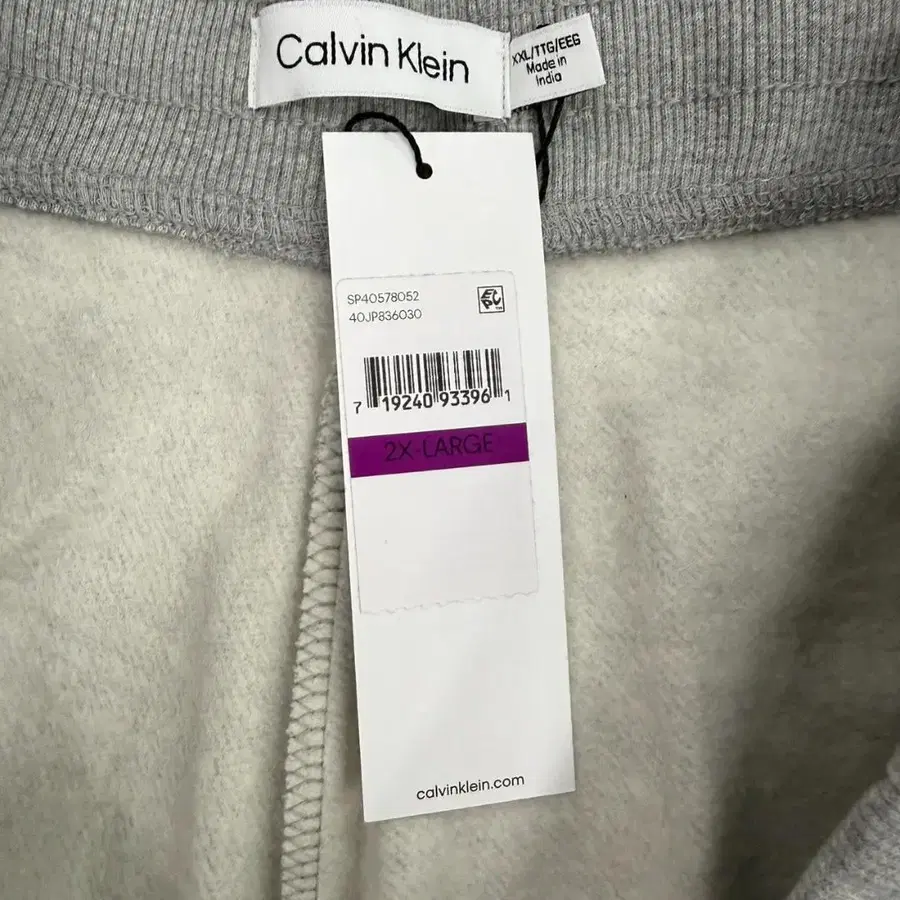 Calvin Klein
XXL/TTG/EEG
Made in
India
SP40578052
40JP836030
7 19240 93396 1
2X-LARGE
calvinklein.com